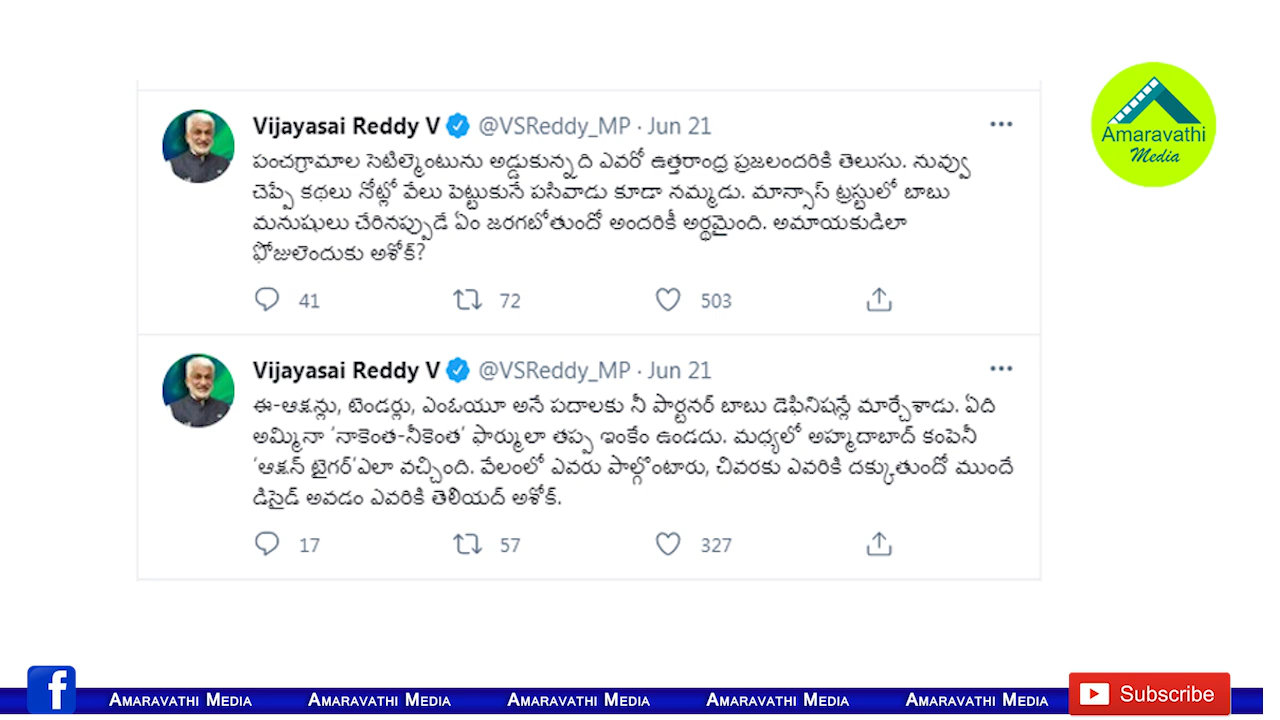 Vijayasai Reddy V @VSReddy_MP · Jun 21
పంచగ్రామాల సెటిల్మెంటును అడ్డుకున్నది ఎవరో ఉత్తరాంధ్ర ప్రజలందరికి తెలుసు. నువ్వు
చెప్పే కథలు నోట్లో వేలు పెట్టుకునే పసివాడు కూడా నమ్మడు. మాన్సాస్ ట్రస్టులో బాబు
మనుషులు చేరినప్పుడే ఏం జరగబోతుందో అందరికీ అర్థమైంది. అమాయకుడిలా
ఫోజులెందుకు అశోక్?
41 72 503
Vijayasai Reddy V @VSReddy_MP · Jun 21
ఈ-ఆక్షన్లు, టెండర్లు, ఎంఓయూ అనే పదాలకు నీ పార్టనర్ బాబు డెఫినిషన్లే మార్చేశాడు. ఏది
అమ్మినా 'నాకెంత-నీకెంత' ఫార్ములా తప్ప ఇంకేం ఉండదు. మధ్యలో అహ్మదాబాద్ కంపెనీ
'ఆక్షన్ టైగర్'ఎలా వచ్చింది. వేలంలో ఎవరు పాల్గొంటారు, చివరకు ఎవరికి దక్కుతుందో ముందే
డిసైడ్ అవడం ఎవరికి తెలియద్ అశోక్.
17 57 327
Amaravathi
Media
AMARAVATHI MEDIA AMARAVATHI MEDIA AMARAVATHI MEDIA AMARAVATHI MEDIA AMARAVATHI MEDIA
Subscribe